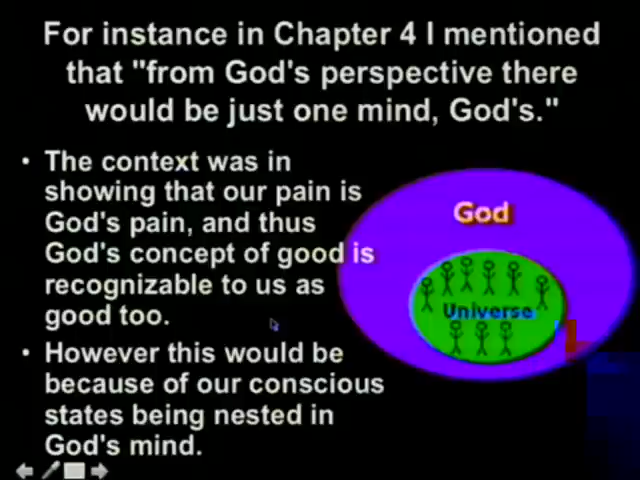 For instance in Chapter 4 I mentioned
that "from God's perspective there
would be just one mind, God's."
• The context was in
showing that our pain is
God's pain, and thus
God's concept of good is
recognizable to us as
good too.
• However this would be
because of our conscious
states being nested in
God's mind.
God
Universe